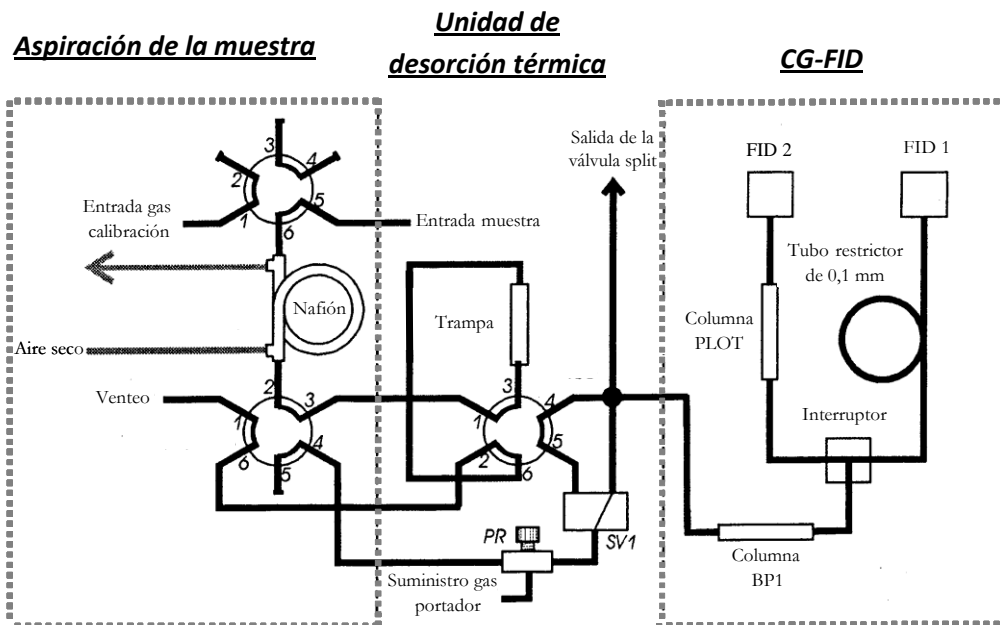 Aspiración de la muestra
Unidad de
desorción térmica
CG-FID
3
4
2
5
1
6
Entrada gas
calibración
Entrada muestra
Nafión
Aire seco
Venteo
2
3
1
4
6
5
Salida de la
válvula split
Trampa
3
4
1
5
2
6
PR
SV1
Suministro gas
portador
FID 2
FID 1
Tubo restrictor
de 0,1 mm
Columna
PLOT
Interruptor
Columna
BP1